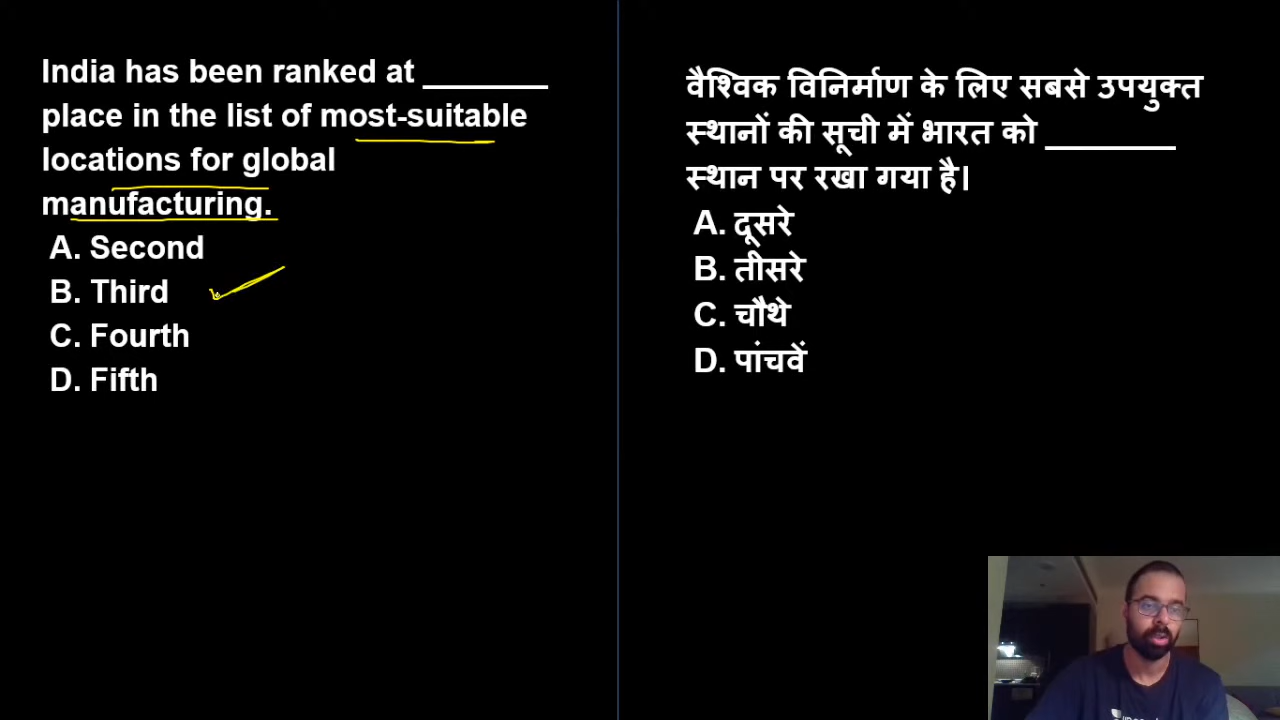 India has been ranked at ________
place in the list of most-suitable
locations for global
manufacturing.
A. Second
B. Third
C. Fourth
D. Fifth
वैश्विक विनिर्माण के लिए सबसे उपयुक्त
स्थानों की सूची में भारत को ________
स्थान पर रखा गया है।
A. दूसरे
B. तीसरे
C. चौथे
D. पांचवें